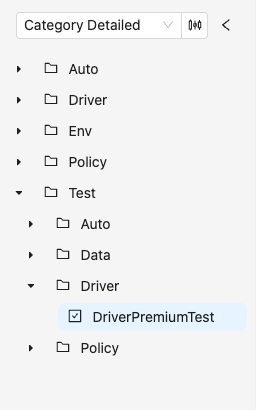 Category Detailed
Auto
Driver
Env
Policy
Test
Auto
Data
Driver
DriverPremiumTest
Policy